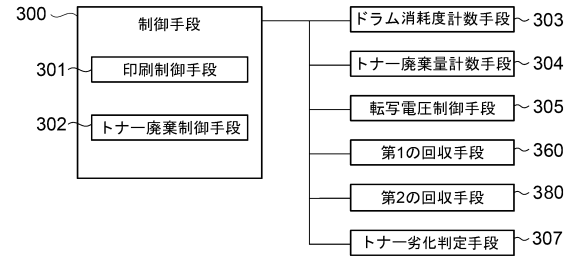 300
制御手段
301
印刷制御手段
302
トナー廃棄制御手段
ドラム消耗度計数手段
303
トナー廃棄量計数手段
304
転写電圧制御手段
305
第1の回収手段
360
第2の回収手段
380
トナー劣化判定手段
307